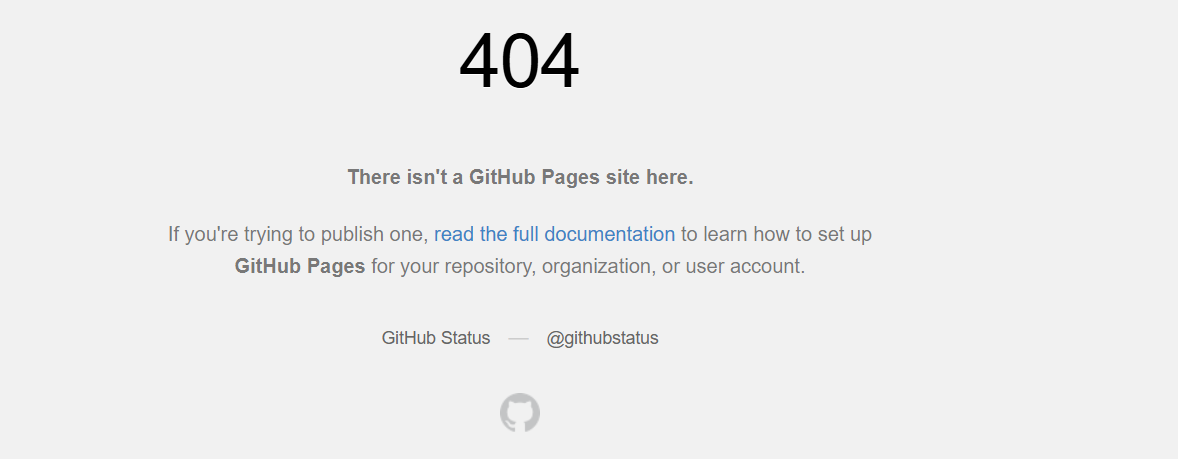 404
There isn't a GitHub Pages site here.
If you're trying to publish one, read the full documentation to learn how to set up
GitHub Pages for your repository, organization, or user account.
GitHub Status — @githubstatus